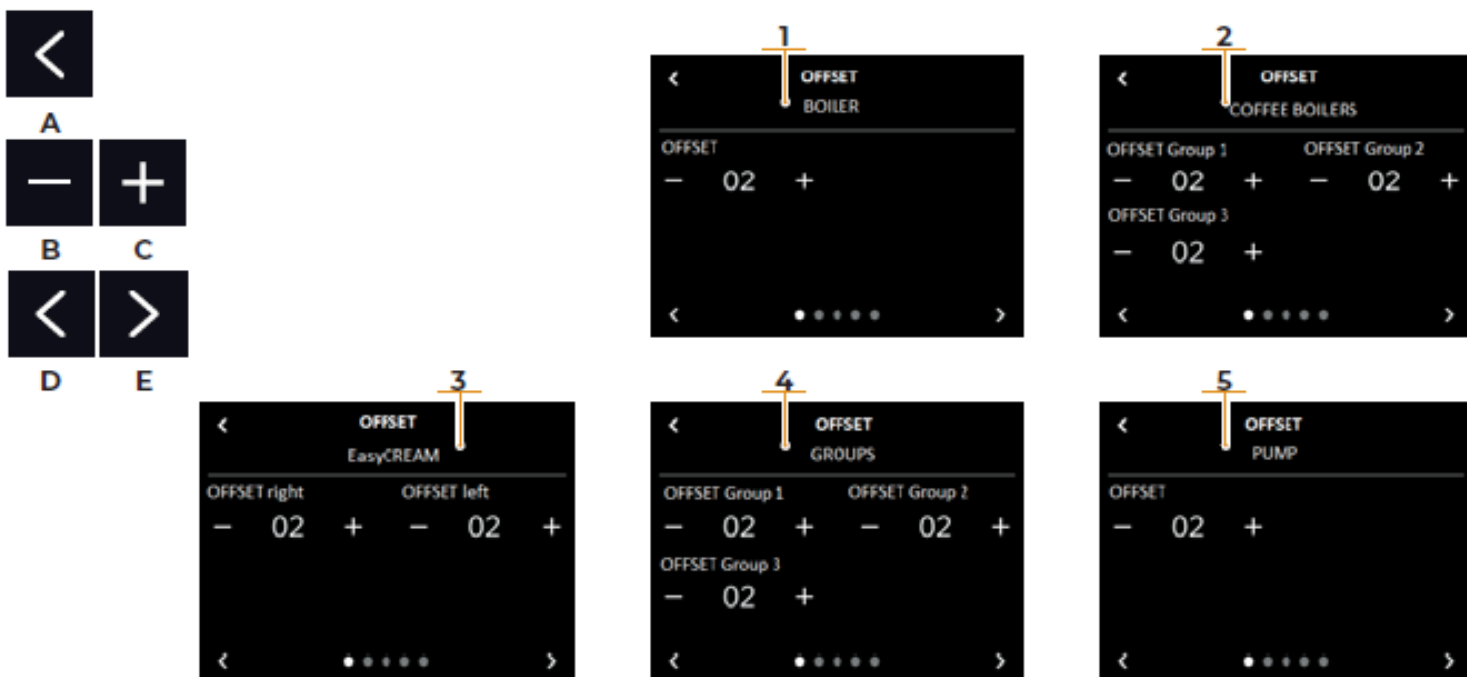 <
A
− +
B C
< >
D E
1
< OFFSET
BOILER
OFFSET
− 02 +
< >
2
< OFFSET
COFFEE BOILERS
OFFSET Group 1 OFFSET Group 2
− 02 + − 02 +
OFFSET Group 3
− 02 +
< >
3
< OFFSET
EasyCREAM
OFFSET right OFFSET left
− 02 + − 02 +
< >
4
< OFFSET
GROUPS
OFFSET Group 1 OFFSET Group 2
− 02 + − 02 +
OFFSET Group 3
− 02 +
< >
5
< OFFSET
PUMP
OFFSET
− 02 +
< >